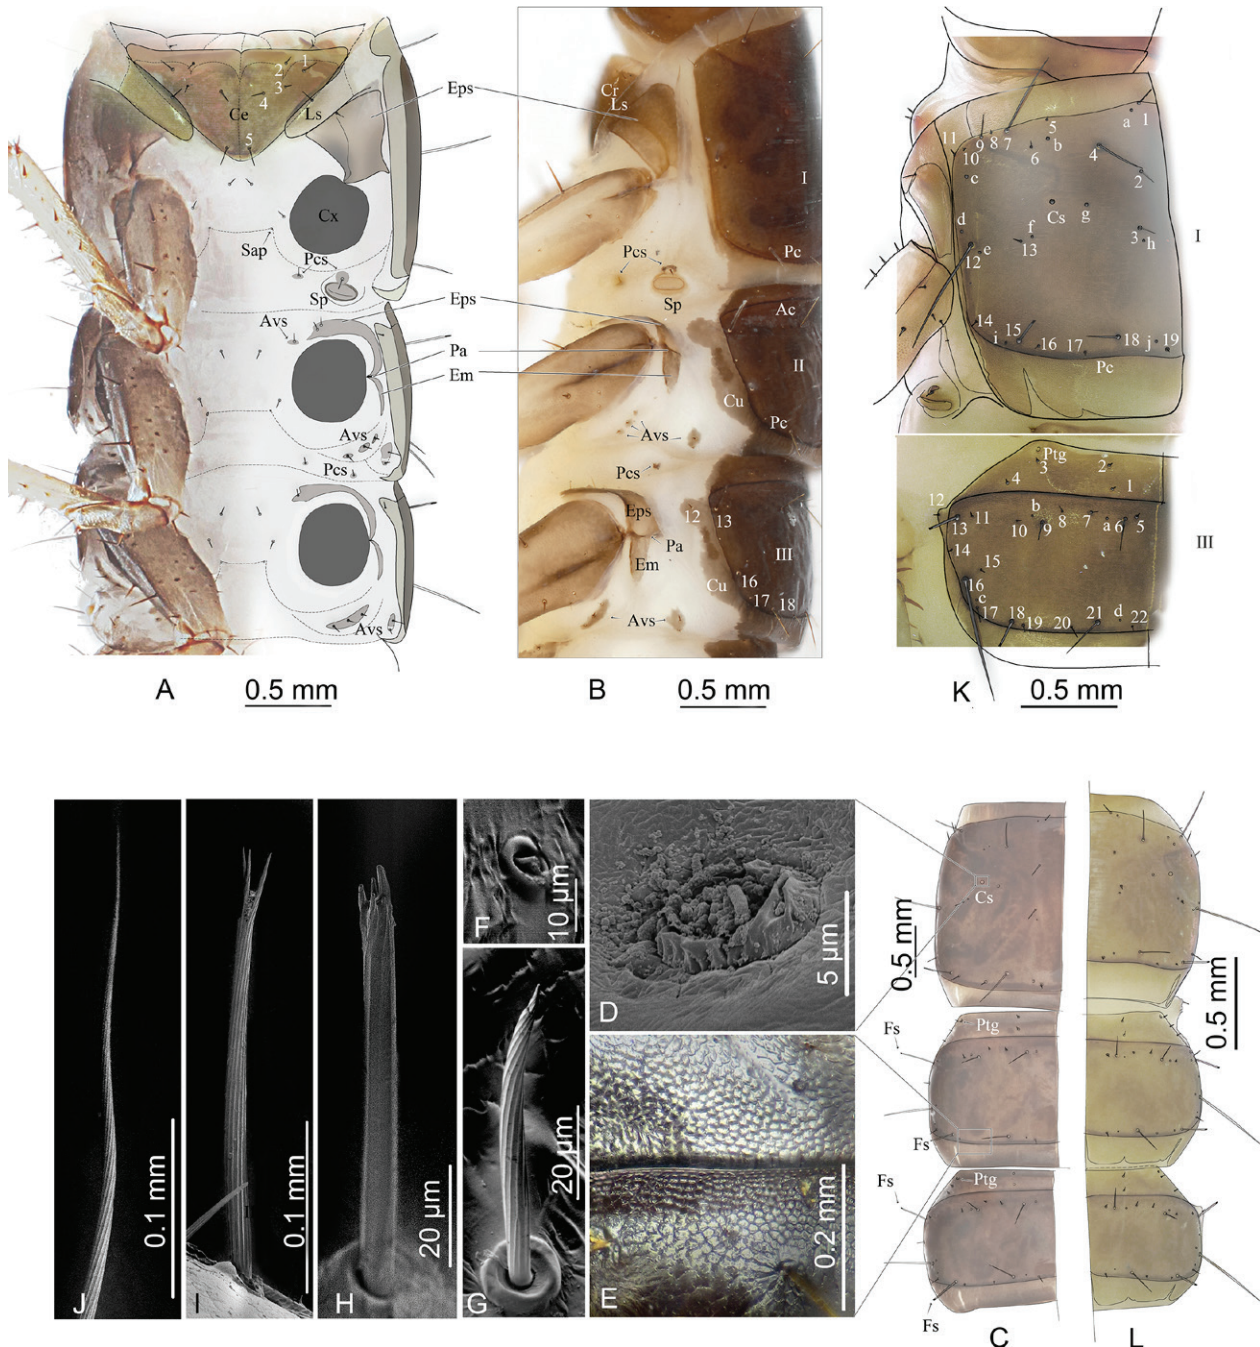 1
2
3
4
Ce
Ls
5
Cx
Sap
Pcs
Sp
Avs
Avs
Pcs
Avs
Eps
Eps
Pa
Em
A
0.5 mm
Cr
Ls
I
Pcs
Pc
Sp
Ac
II
Cu
Pc
Avs
Pcs
Eps
12
13
Pa
III
Em
16
Cu
17
18
Avs
B
0.5 mm
a
1
5
11
9
8
7
b
10
6
4
c
2
Cs
g
d
f
3
e
13
h
12
I
14
i
15
16
17
18
j
19
Pc
Ptg
3
2
4
1
12
b
13
11
10
9
8
7
a
6
5
14
III
15
16
c
17
18
19
20
21
d
22
K
0.5 mm
J
0.1 mm
I
0.1 mm
H
20 µm
F
10 µm
G
20 µm
D
5 µm
E
0.2 mm
Cs
0.5 mm
Fs
Ptg
Fs
Fs
Ptg
Fs
C
0.5 mm
L